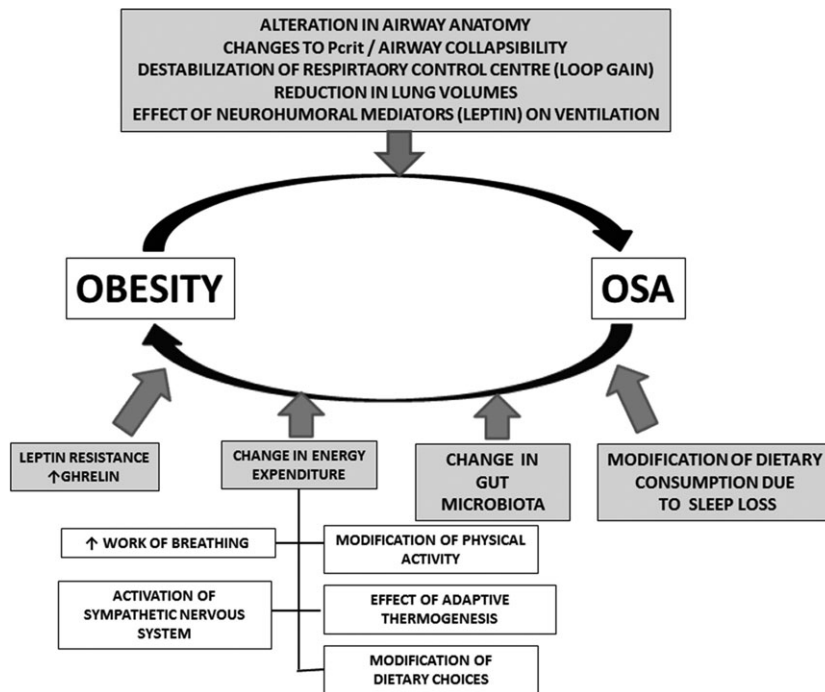 ALTERATION IN AIRWAY ANATOMY
CHANGES TO Pcrit / AIRWAY COLLAPSIBILITY
DESTABILIZATION OF RESPIRTAORY CONTROL CENTRE (LOOP GAIN)
REDUCTION IN LUNG VOLUMES
EFFECT OF NEUROHUMORAL MEDIATORS (LEPTIN) ON VENTILATION
OBESITY
OSA
LEPTIN RESISTANCE
↑GHRELIN
CHANGE IN ENERGY
EXPENDITURE
CHANGE IN
GUT
MICROBIOTA
MODIFICATION OF DIETARY
CONSUMPTION DUE
TO SLEEP LOSS
↑ WORK OF BREATHING
MODIFICATION OF PHYSICAL
ACTIVITY
ACTIVATION OF
SYMPATHETIC NERVOUS
SYSTEM
EFFECT OF ADAPTIVE
THERMOGENESIS
MODIFICATION OF
DIETARY CHOICES